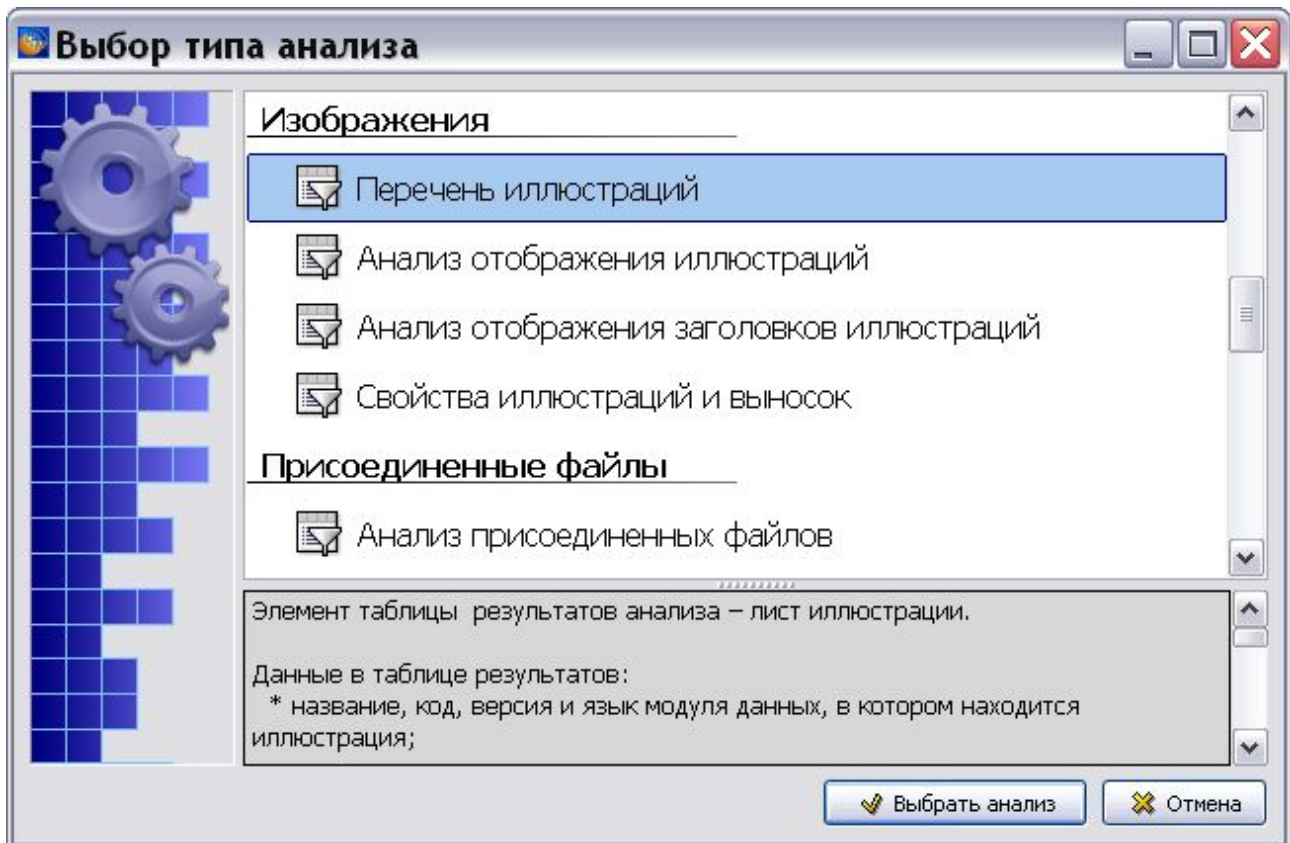 Выбор типа анализа
Изображения
Перечень иллюстраций
Анализ отображения иллюстраций
Анализ отображения заголовков иллюстраций
Свойства иллюстраций и выносок
Присоединенные файлы
Анализ присоединенных файлов
Элемент таблицы  результатов анализа – лист иллюстрации.
Данные в таблице результатов:
* название, код, версия и язык модуля данных, в котором находится
иллюстрация;
Выбрать анализ
Отмена